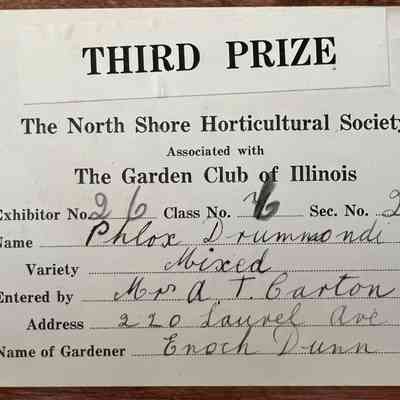 THIRD PRIZE
The North Shore Horticultural Society
Associated with
The Garden Club of Illinois
Exhibitor No. 26 Class No. 6 Sec. No. 2
Name Phlox Drummondi
Variety Mixed
Entered by Mrs A. T. Carton
Address 220 Laurel Ave
Name of Gardener Enoch Dunn